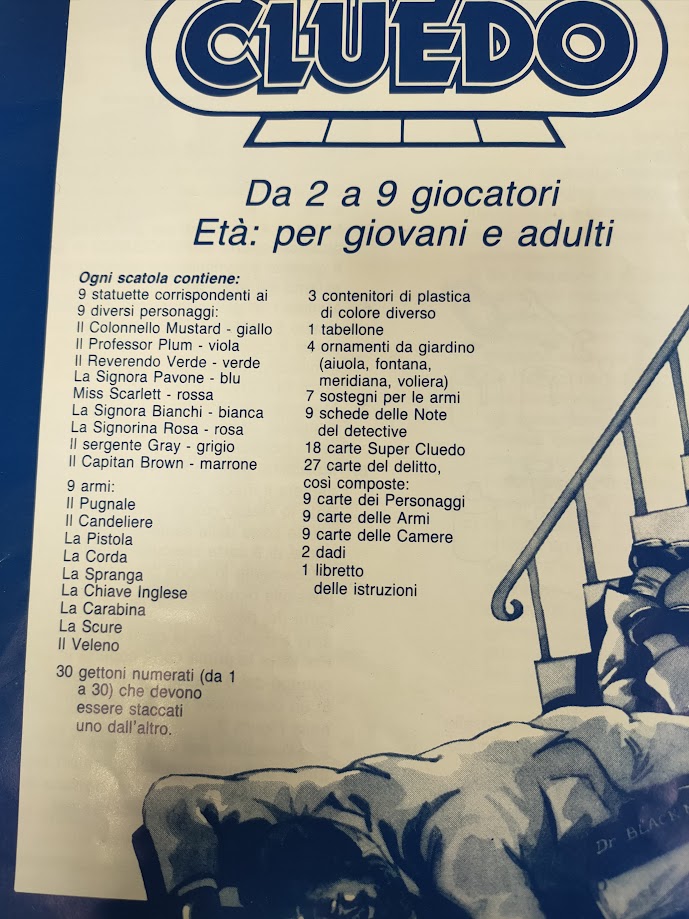 CLUEDO
Da 2 a 9 giocatori
Età: per giovani e adulti
Ogni scatola contiene:
9 statuette corrispondenti ai
9 diversi personaggi:
Il Colonnello Mustard - giallo
Il Professor Plum - viola
Il Reverendo Verde - verde
La Signora Pavone - blu
Miss Scarlett - rossa
La Signora Bianchi - bianca
La Signorina Rosa - rosa
Il sergente Gray - grigio
Il Capitan Brown - marrone
9 armi:
Il Pugnale
Il Candeliere
La Pistola
La Corda
La Spranga
La Chiave Inglese
La Carabina
La Scure
Il Veleno
30 gettoni numerati (da 1
a 30) che devono
essere staccati
uno dall'altro.
3 contenitori di plastica
di colore diverso
1 tabellone
4 ornamenti da giardino
(aiuola, fontana,
meridiana, voliera)
7 sostegni per le armi
9 schede delle Note
del detective
18 carte Super Cluedo
27 carte del delitto,
così composte:
9 carte dei Personaggi
9 carte delle Armi
9 carte delle Camere
2 dadi
1 libretto
delle istruzioni
Dr BLACK